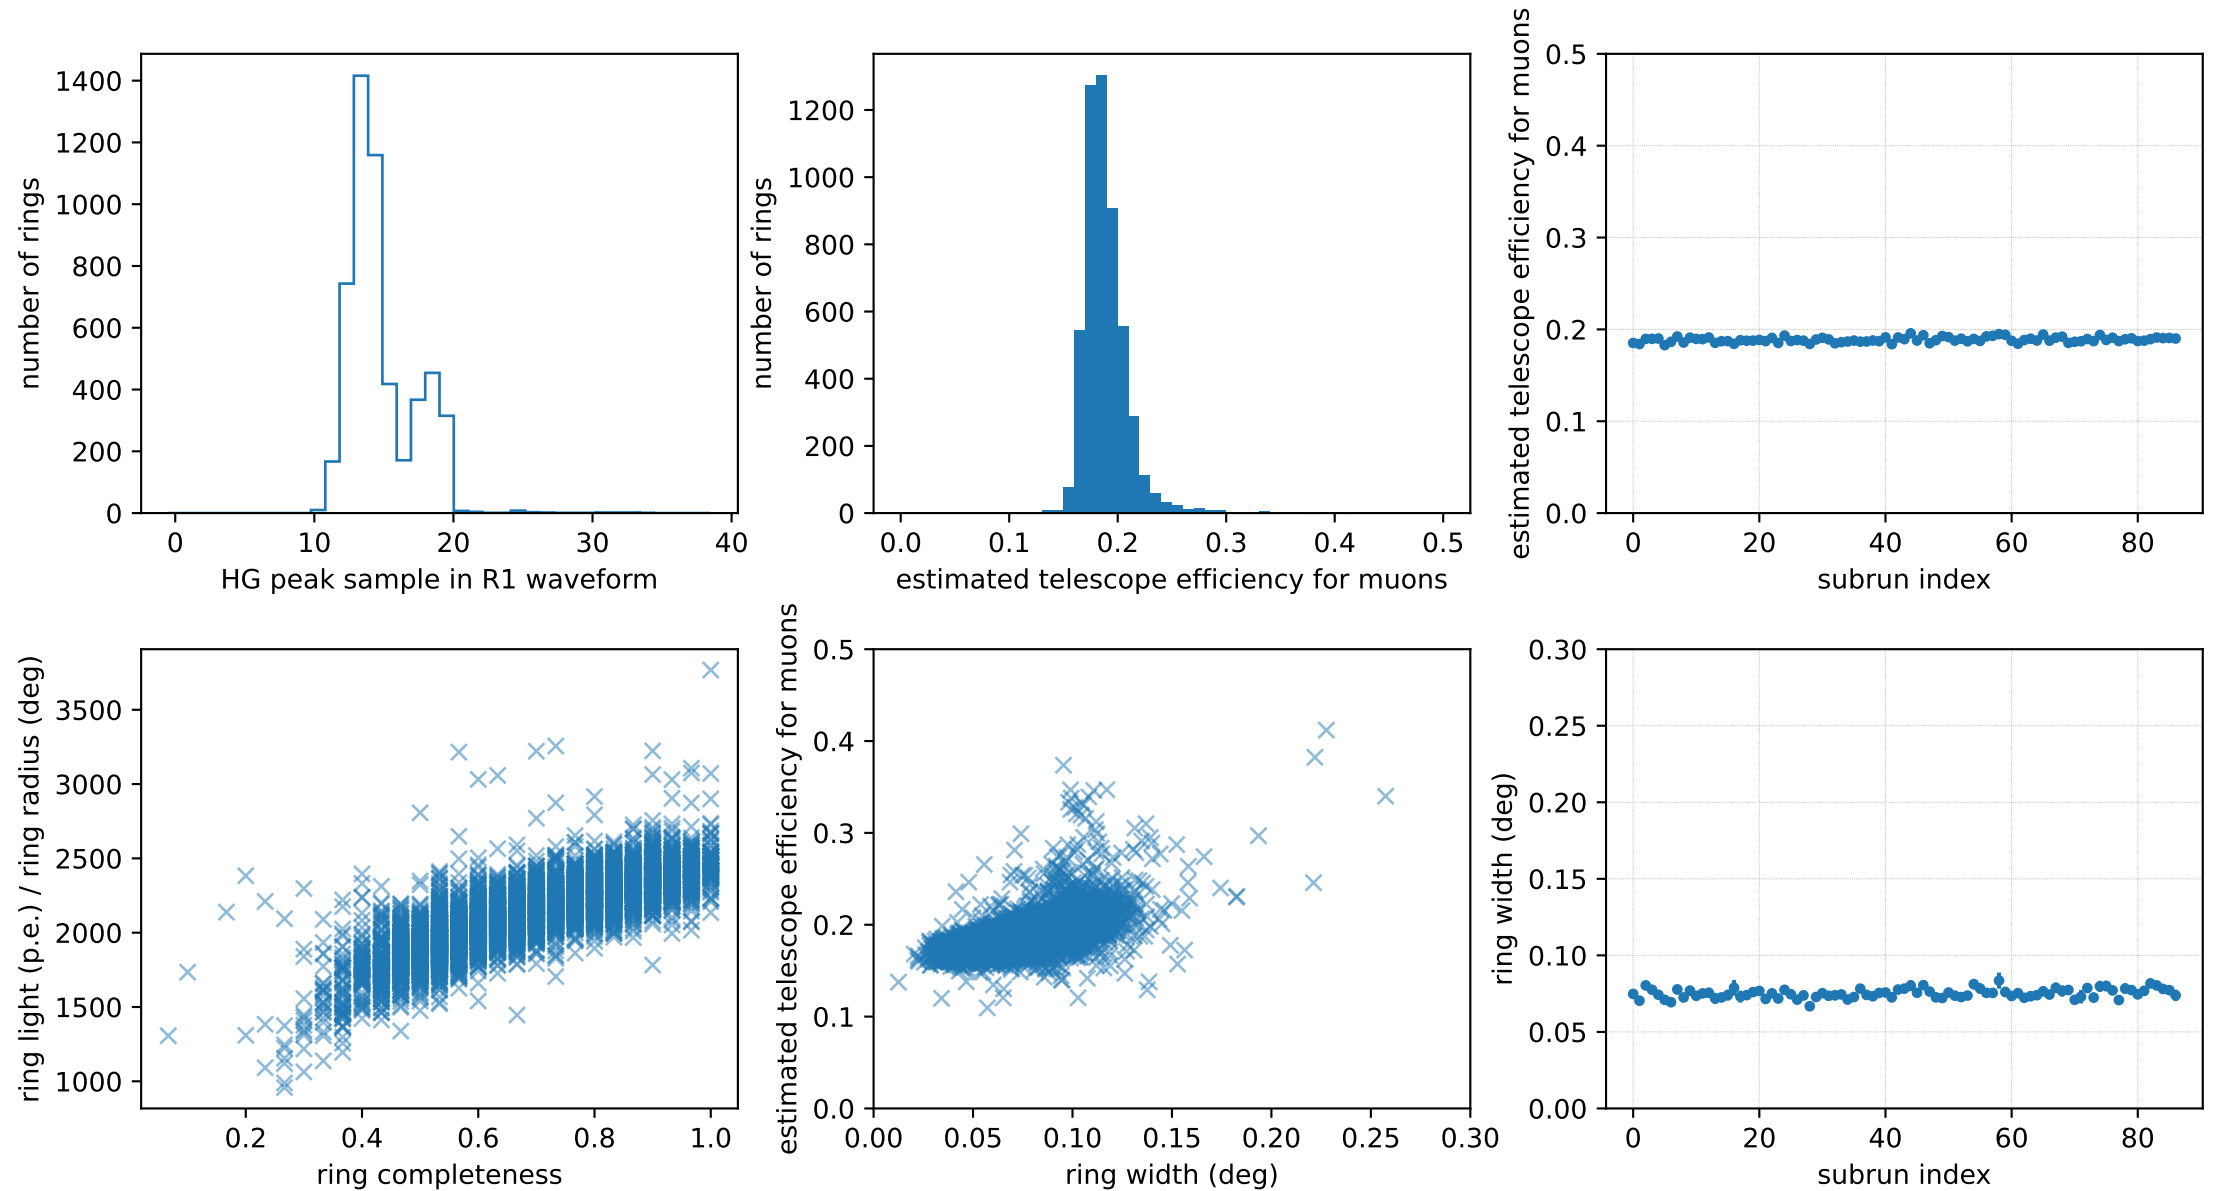 1400
1200
1000
800
600
400
200
0
number of rings
0 10 20 30 40
HG peak sample in R1 waveform
1200
1000
800
600
400
200
0
number of rings
0.0 0.1 0.2 0.3 0.4 0.5
estimated telescope efficiency for muons
0.5
0.4
0.3
0.2
0.1
0.0
estimated telescope efficiency for muons
0 20 40 60 80
subrun index
3500
3000
2500
2000
1500
1000
ring light (p.e.) / ring radius (deg)
0.2 0.4 0.6 0.8 1.0
ring completeness
0.5
0.4
0.3
0.2
0.1
0.0
estimated telescope efficiency for muons
0.00 0.05 0.10 0.15 0.20 0.25 0.30
ring width (deg)
0.30
0.25
0.20
0.15
0.10
0.05
0.00
ring width (deg)
0 20 40 60 80
subrun index